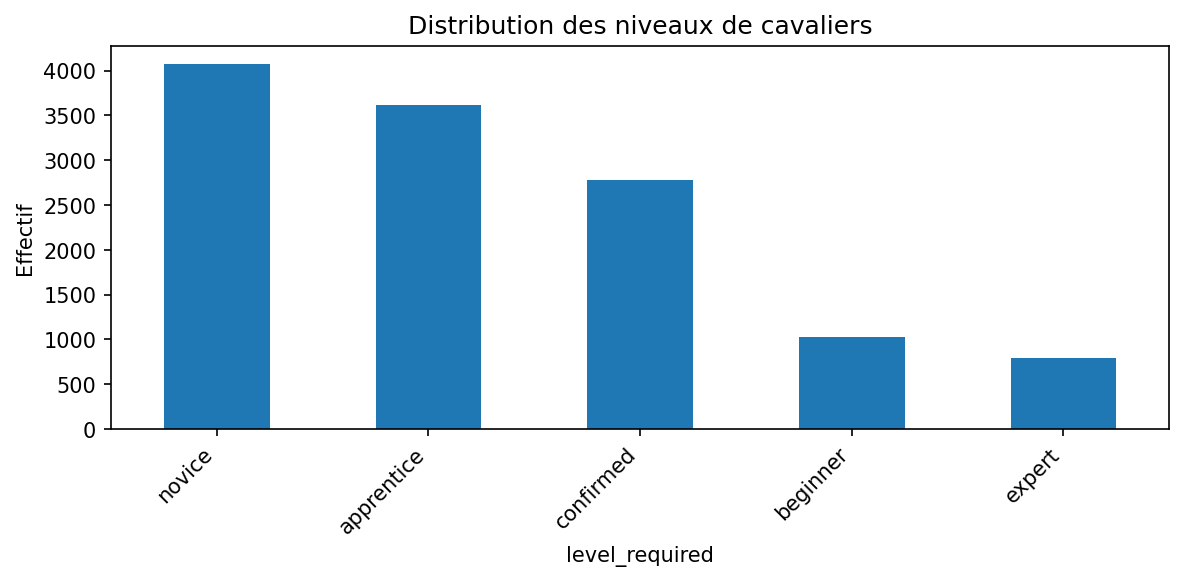 Distribution des niveaux de cavaliers
Effectif
4000
3500
3000
2500
2000
1500
1000
500
0
novice
apprentice
confirmed
beginner
expert
level_required